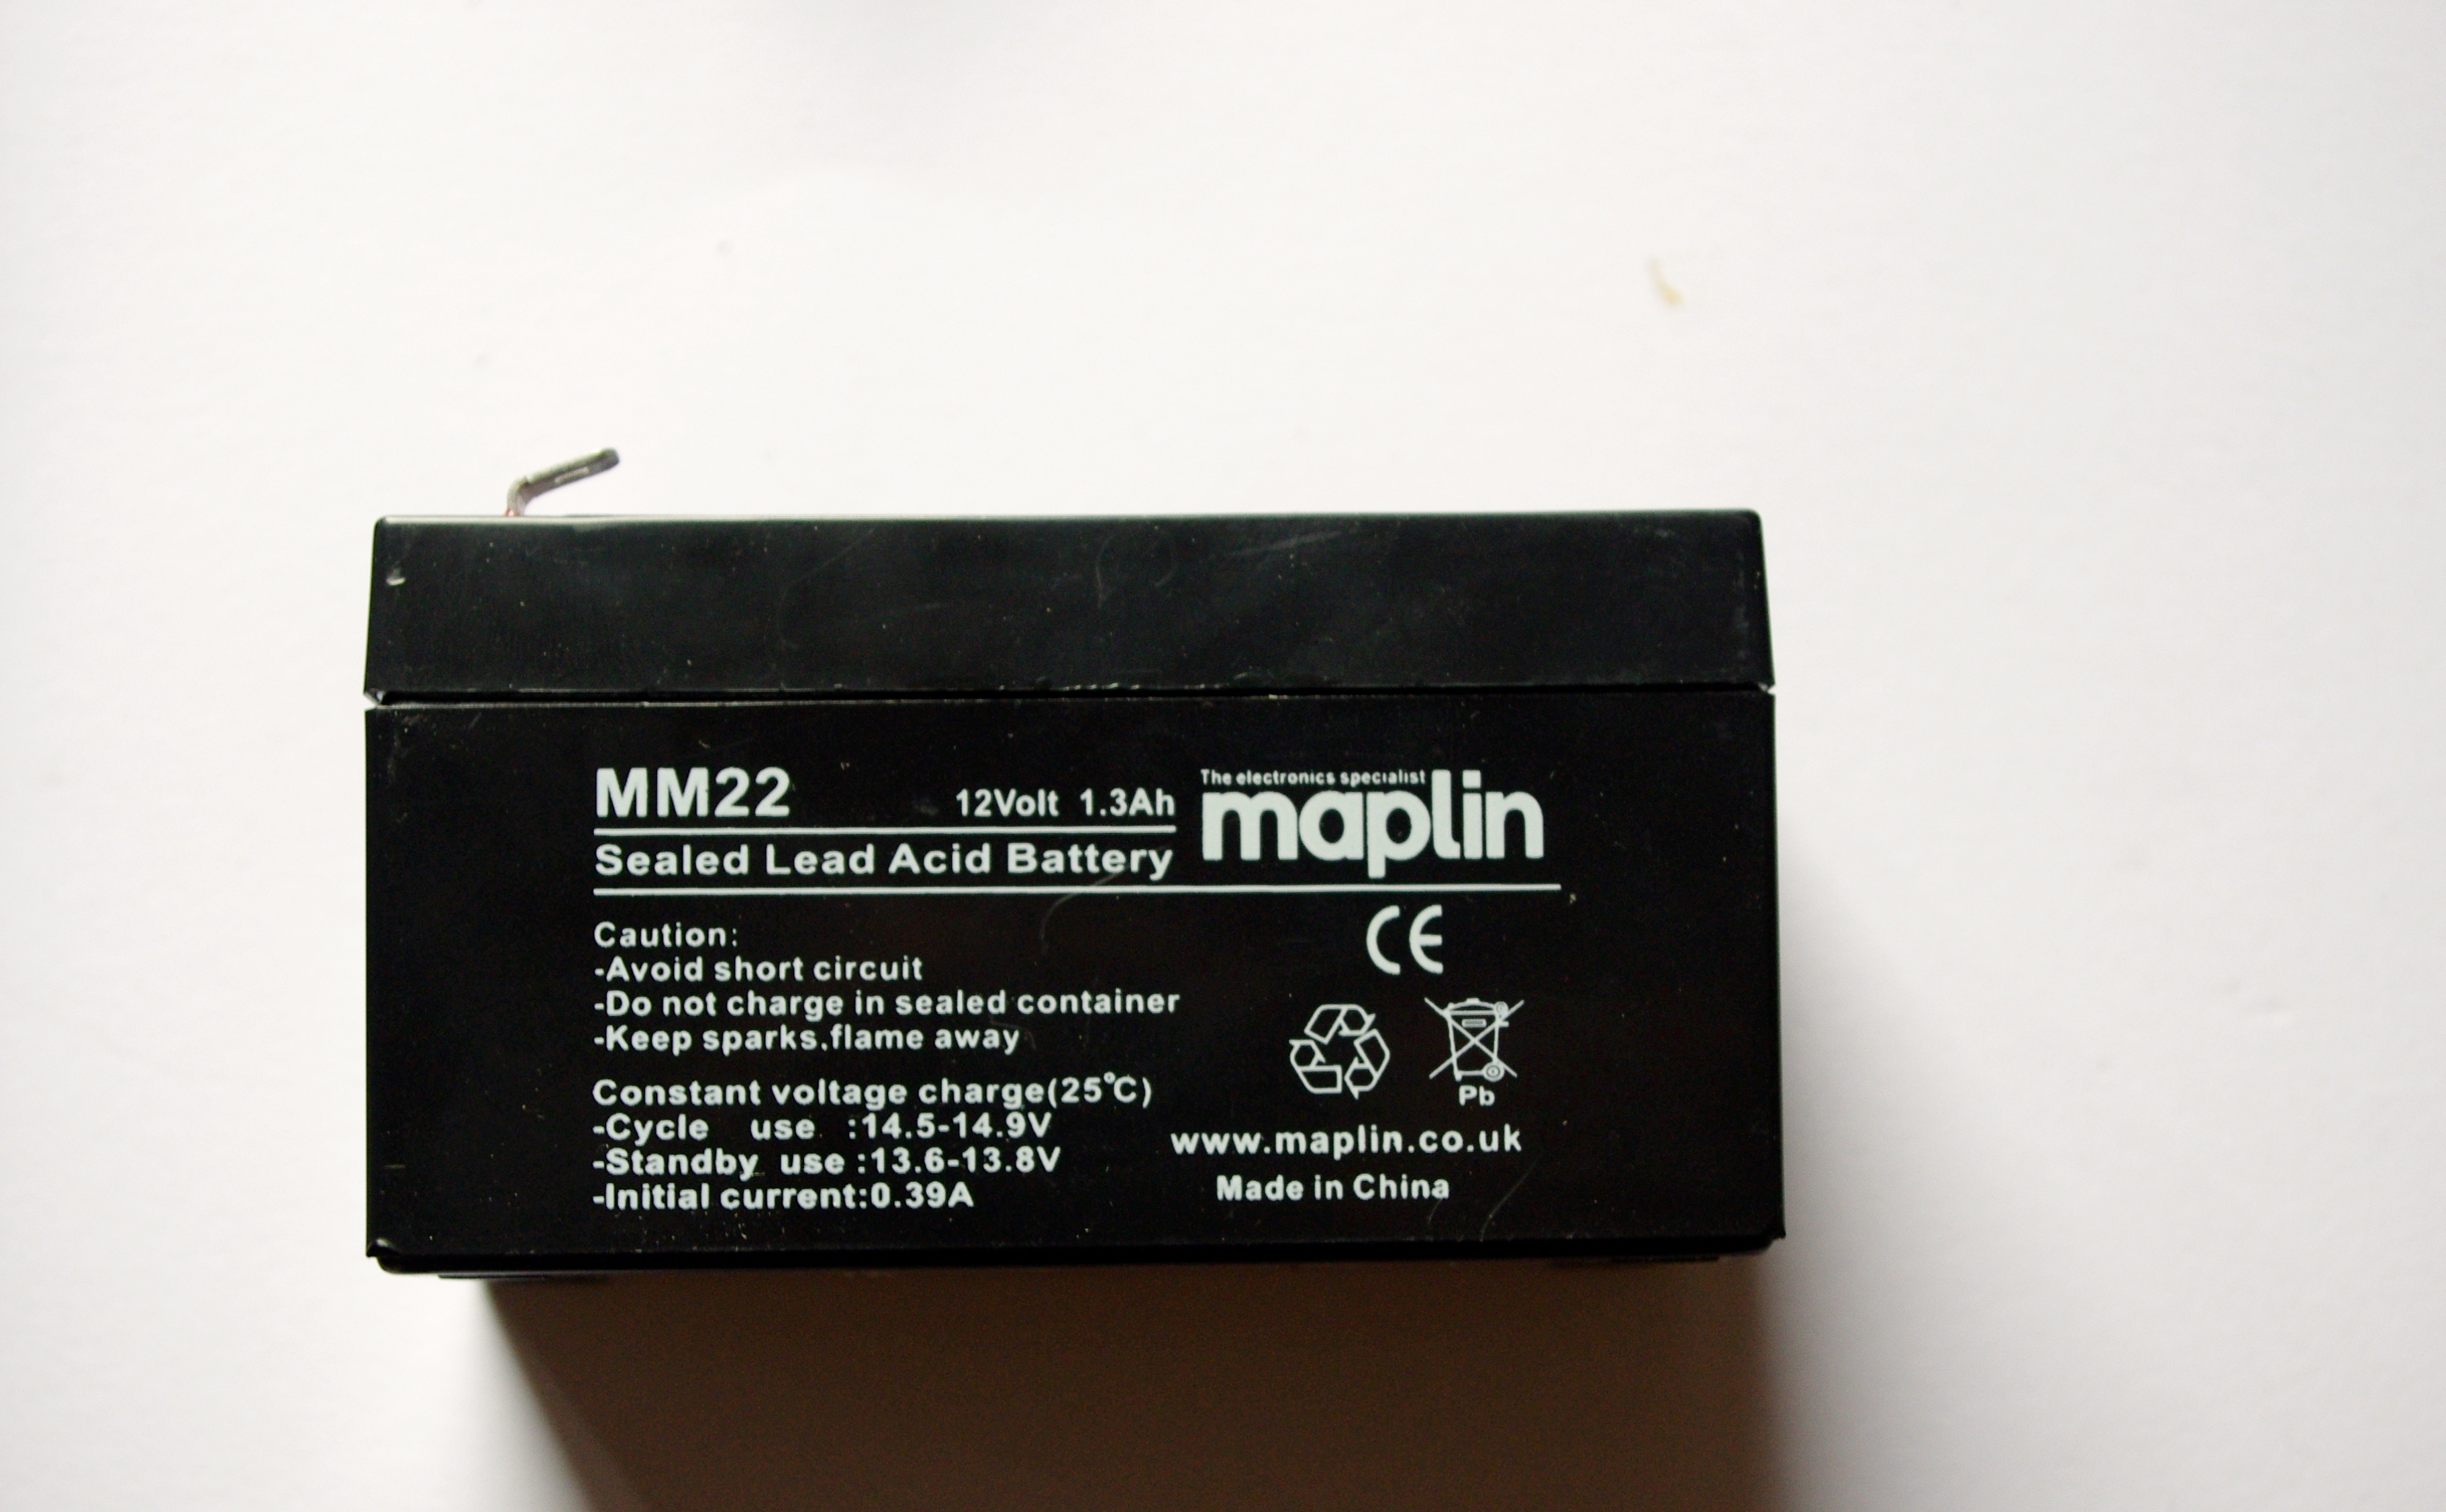 MM22 12Volt 1.3Ah
Sealed Lead Acid Battery
The electronics specialist
maplin
Caution:
-Avoid short circuit
-Do not charge in sealed container
-Keep sparks.flame away
Constant voltage charge(25°C)
-Cycle use :14.5-14.9V
-Standby use :13.6-13.8V
-Initial current:0.39A
CE
Pb
www.maplin.co.uk
Made in China